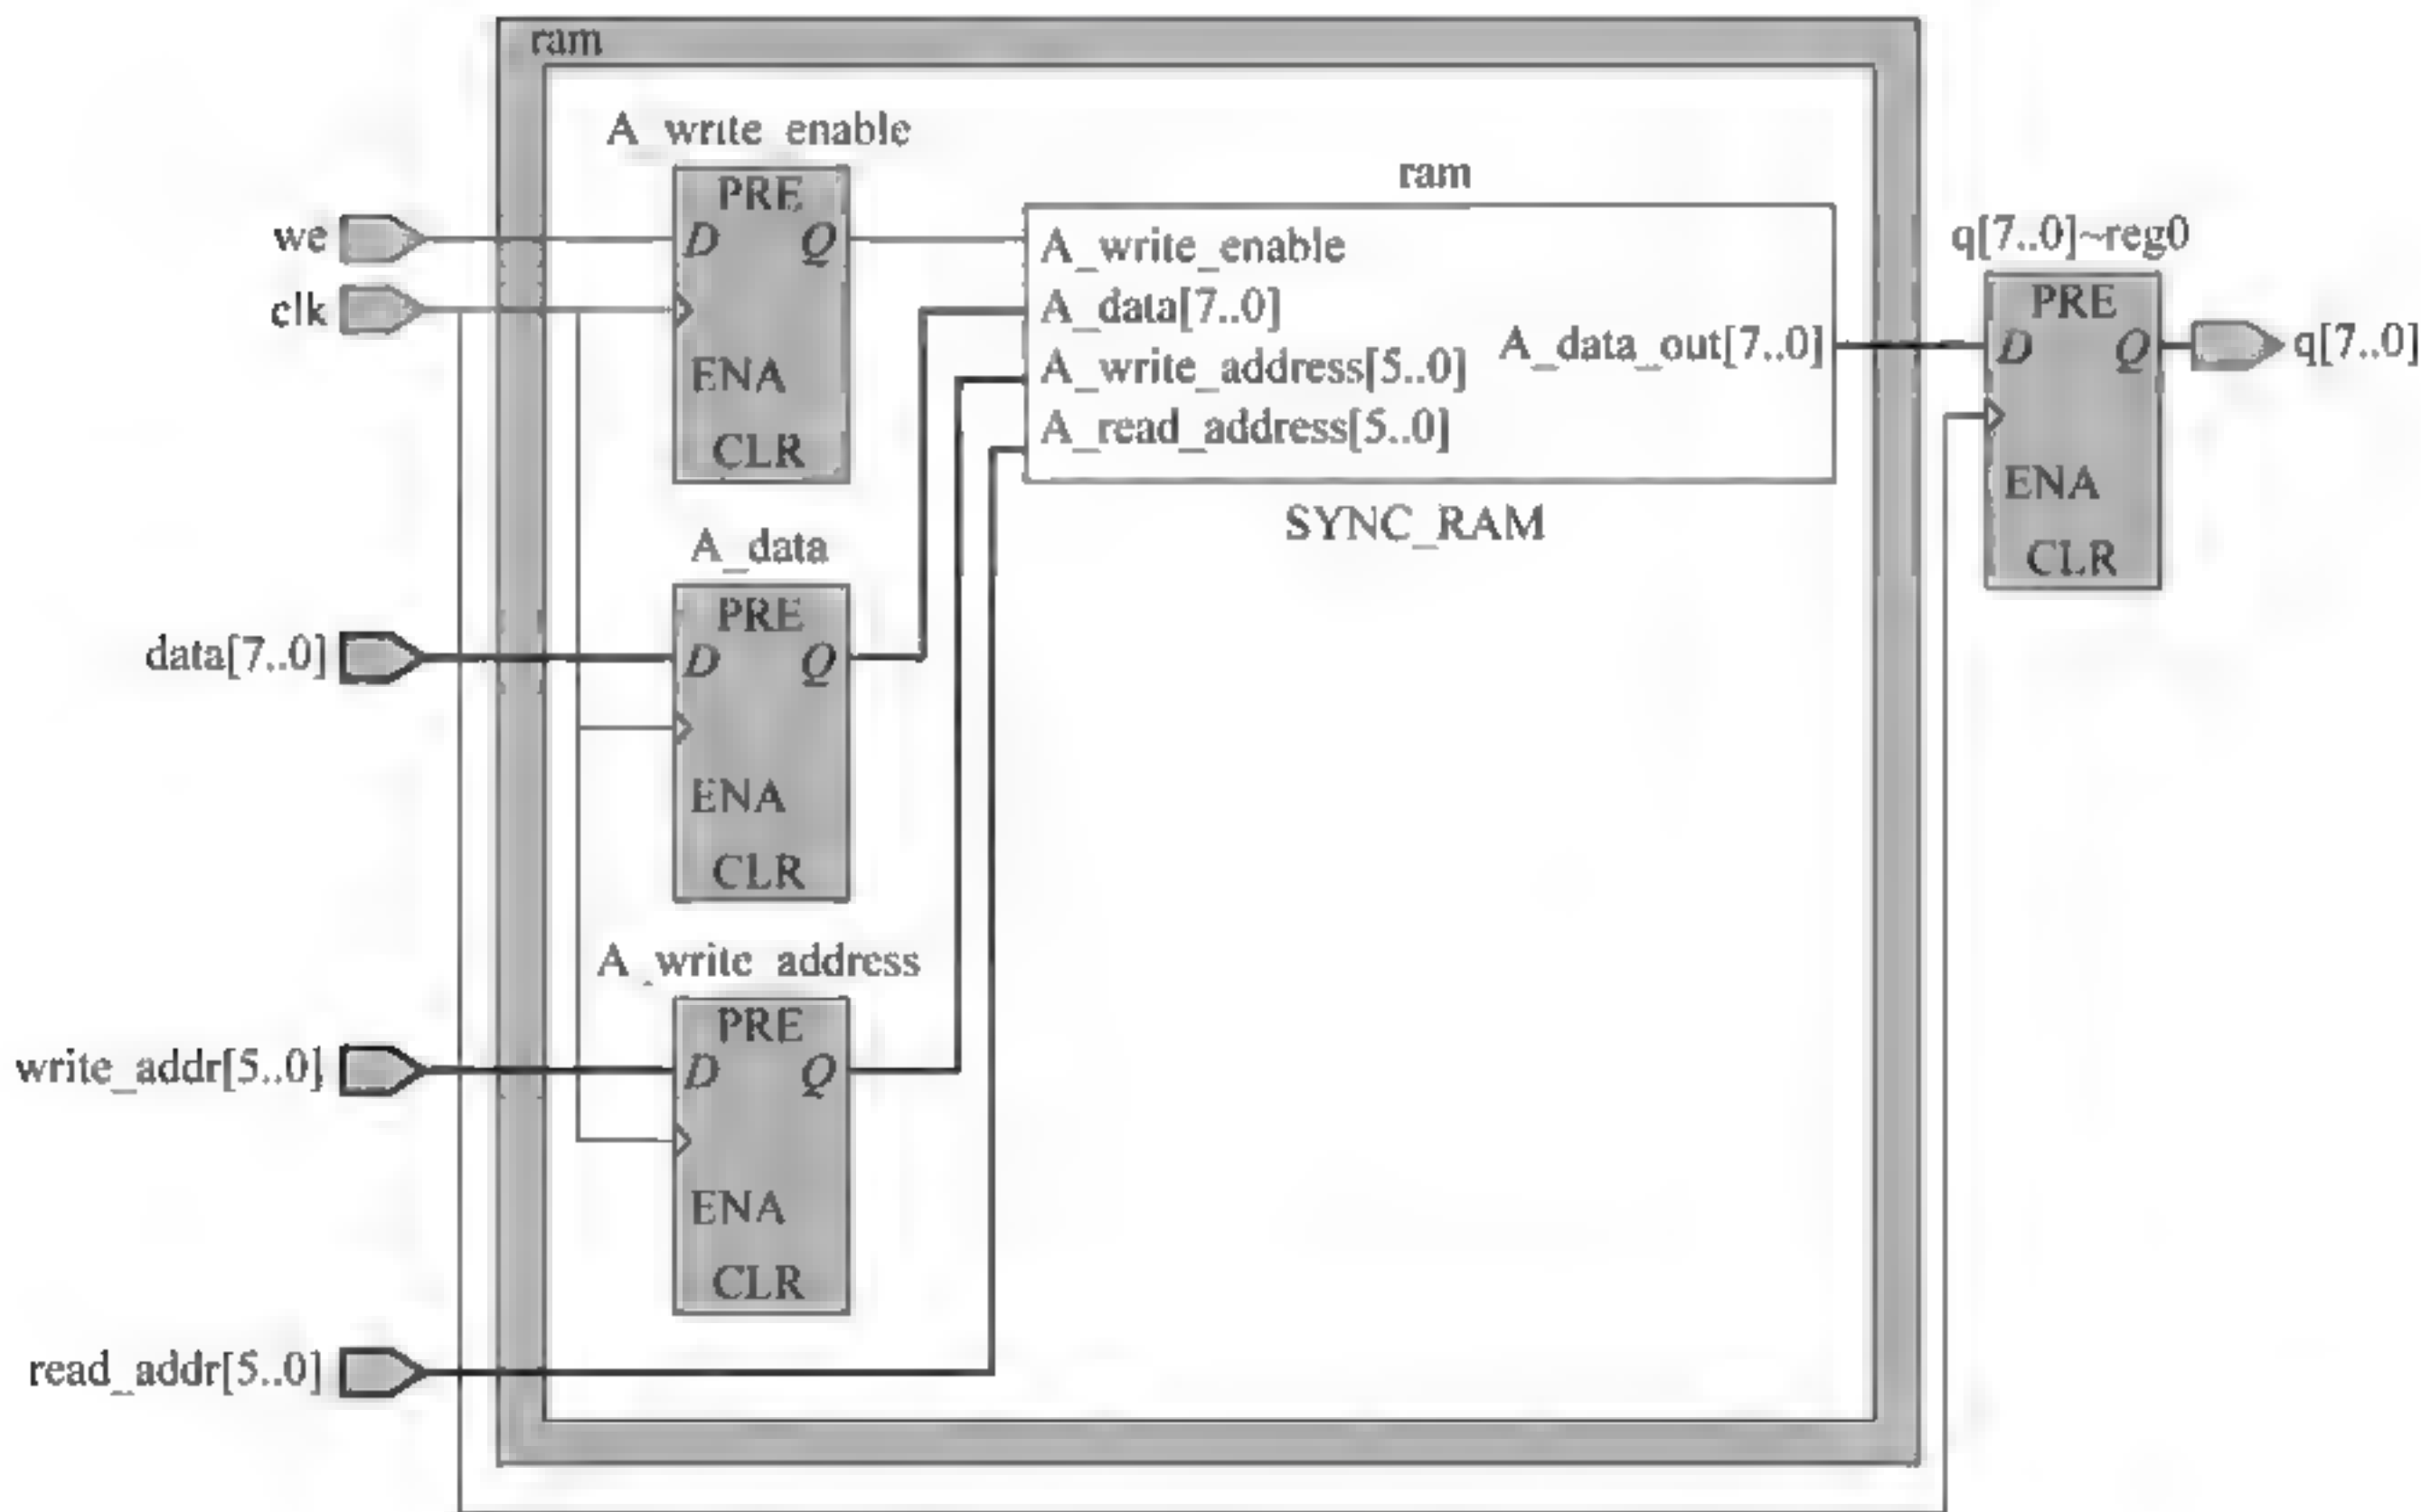 ram
A_write_enable
PRE
D Q
ENA
CLR
we
clk
ram
A_write_enable
A_data[7..0]
A_write_address[5..0]
A_read_address[5..0]
A_data_out[7..0]
SYNC_RAM
q[7..0]~reg0
PRE
D Q
ENA
CLR
q[7..0]
A_data
PRE
D Q
ENA
CLR
data[7..0]
A_write_address
PRE
D Q
ENA
CLR
write_addr[5..0]
read_addr[5..0]